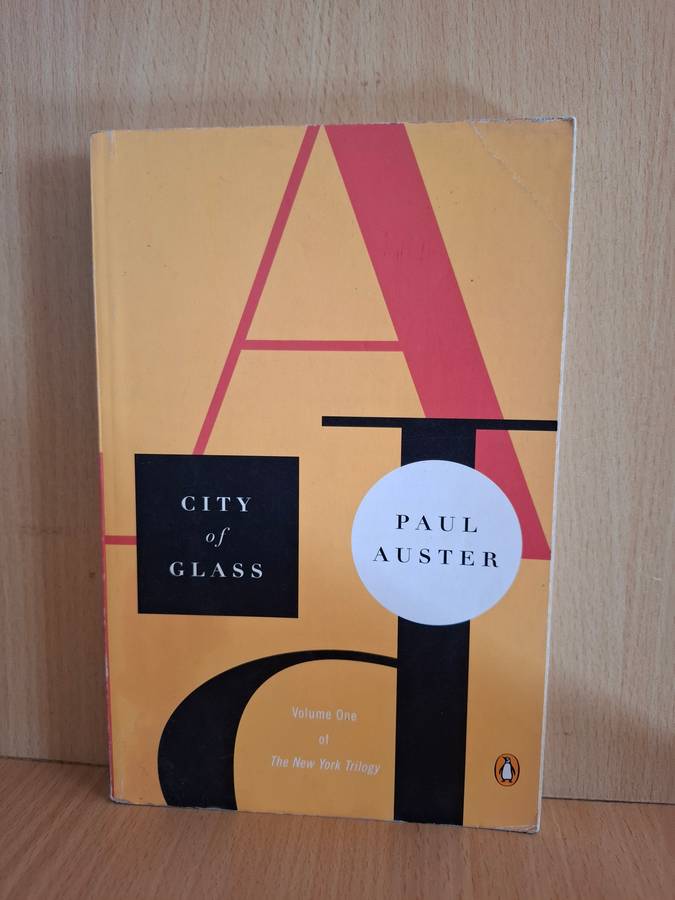 CITY
of
GLASS
PAUL
AUSTER
Volume One
of
The New York Trilogy